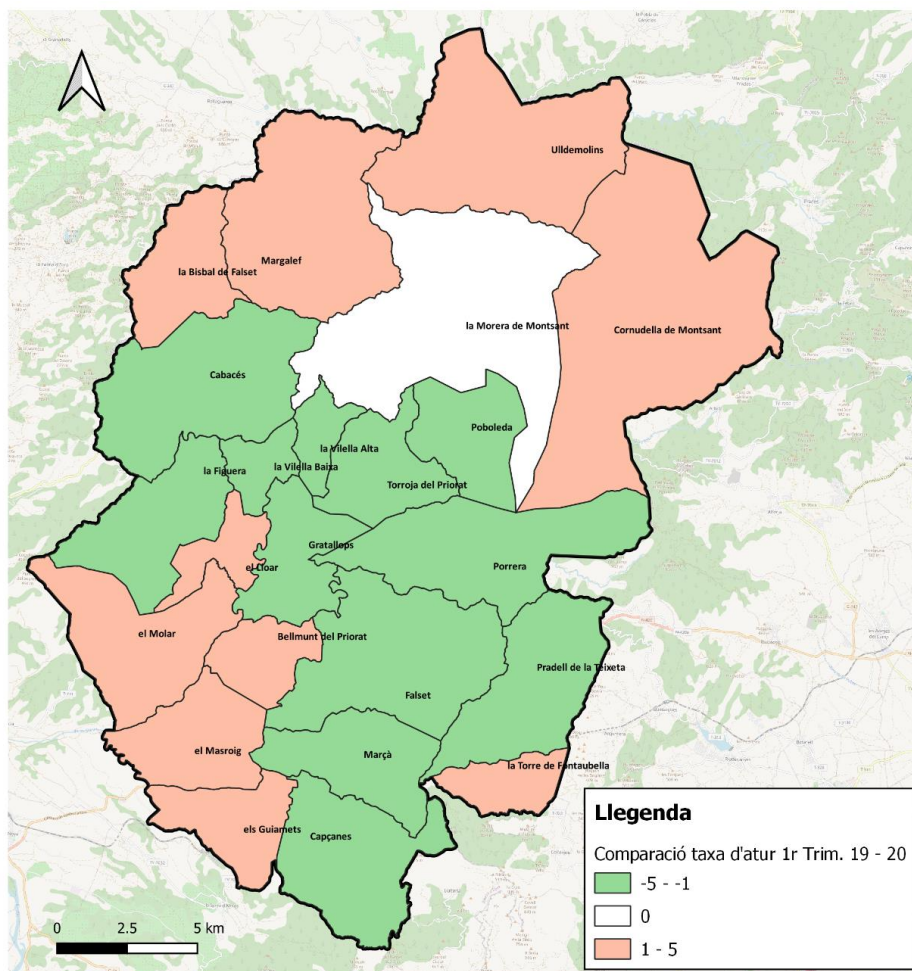 Ulldemolins
Margalef
la Bisbal de Falset
la Morera de Montsant
Cornudella de Montsant
Cabacés
Poboleda
la Vilella Alta
la Vilella Baixa
la Figuera
Torroja del Priorat
Gratallops
el Lloar
Porrera
el Molar
Bellmunt del Priorat
Pradell de la Teixeta
Falset
el Masroig
Marçà
la Torre de Fontaubella
els Guiamets
Capçanes
Llegenda
Comparació taxa d'atur 1r Trim. 19 - 20
-5 - -1
0
1 - 5
0 2.5 5 km